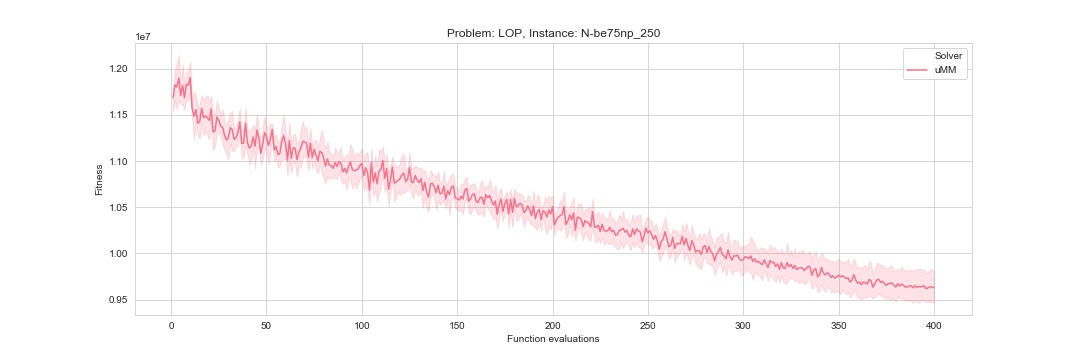 Problem: LOP, Instance: N-be75np_250
1e7
Solver
uMM
1.20
1.15
1.10
1.05
1.00
0.95
Fitness
0
50
100
150
200
250
300
350
400
Function evaluations